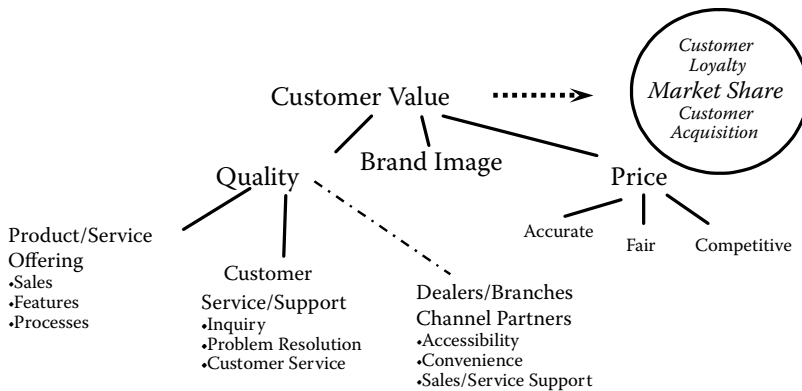 Customer
Loyalty
Market Share
Customer
Acquisition
Customer Value
Brand Image
Quality
Price
Accurate
Fair
Competitive
Product/Service
Offering
•Sales
•Features
•Processes
Customer
Service/Support
•Inquiry
•Problem Resolution
•Customer Service
Dealers/Branches
Channel Partners
•Accessibility
•Convenience
•Sales/Service Support